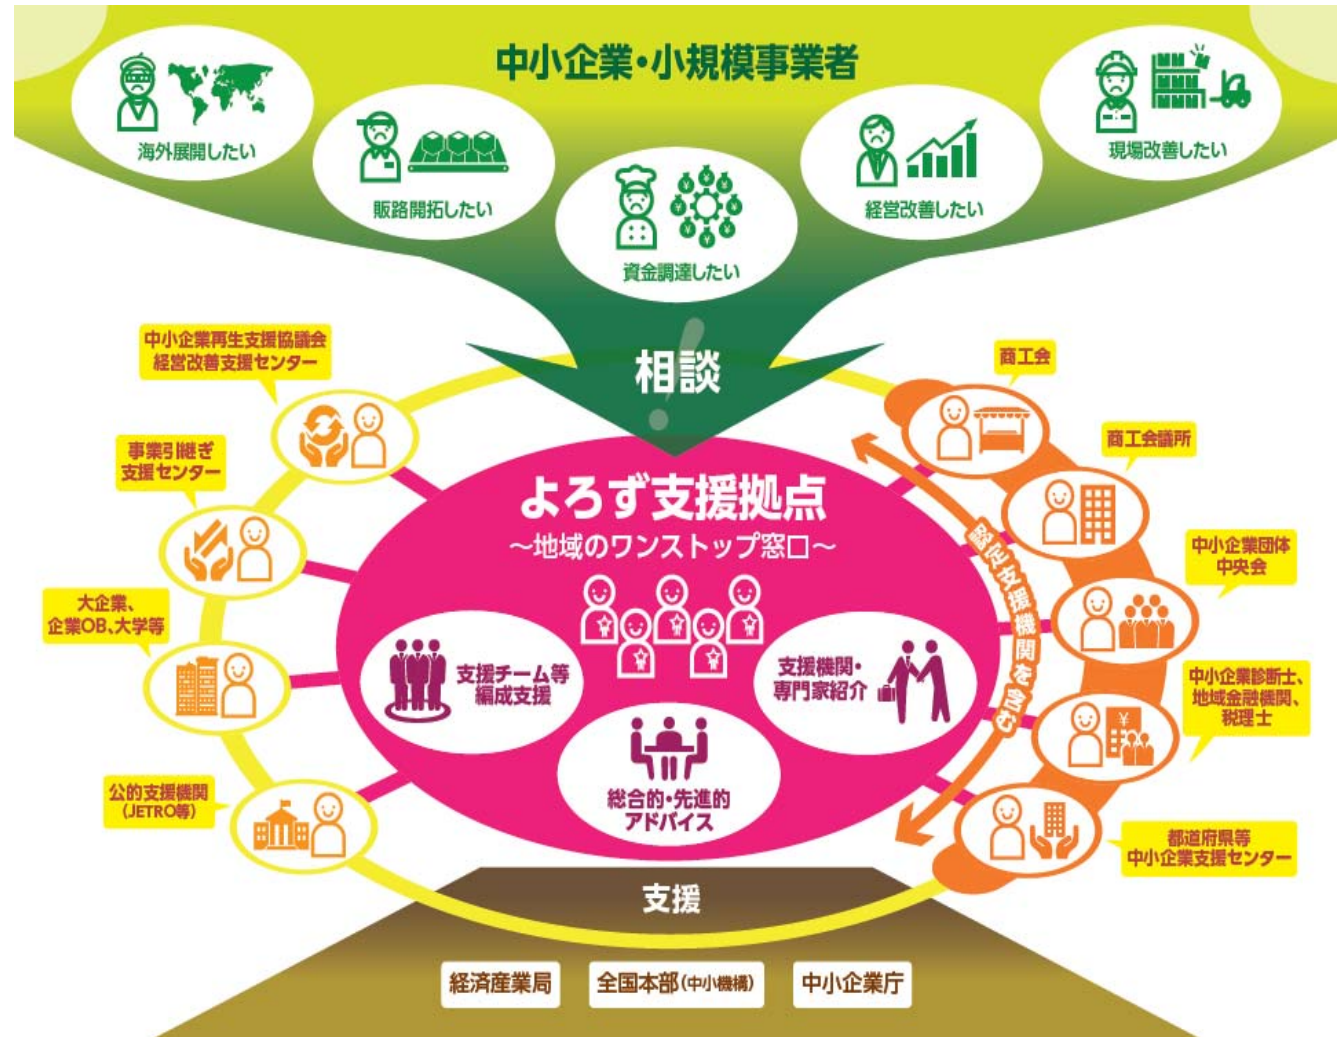 中小企業・小規模事業者
海外展開したい
販路開拓したい
資金調達したい
経営改善したい
現場改善したい
相談
中小企業再生支援協議会
経営改善支援センター
事業引継ぎ
支援センター
大企業、
企業OB、大学等
公的支援機関
(JETRO等)
よろず支援拠点
～地域のワンストップ窓口～
支援チーム等
編成支援
総合的・先進的
アドバイス
支援機関・
専門家紹介
認定支援機関を含む
商工会
商工会議所
中小企業団体
中央会
中小企業診断士、
地域金融機関、
税理士
都道府県等
中小企業支援センター
支援
経済産業局
全国本部(中小機構)
中小企業庁